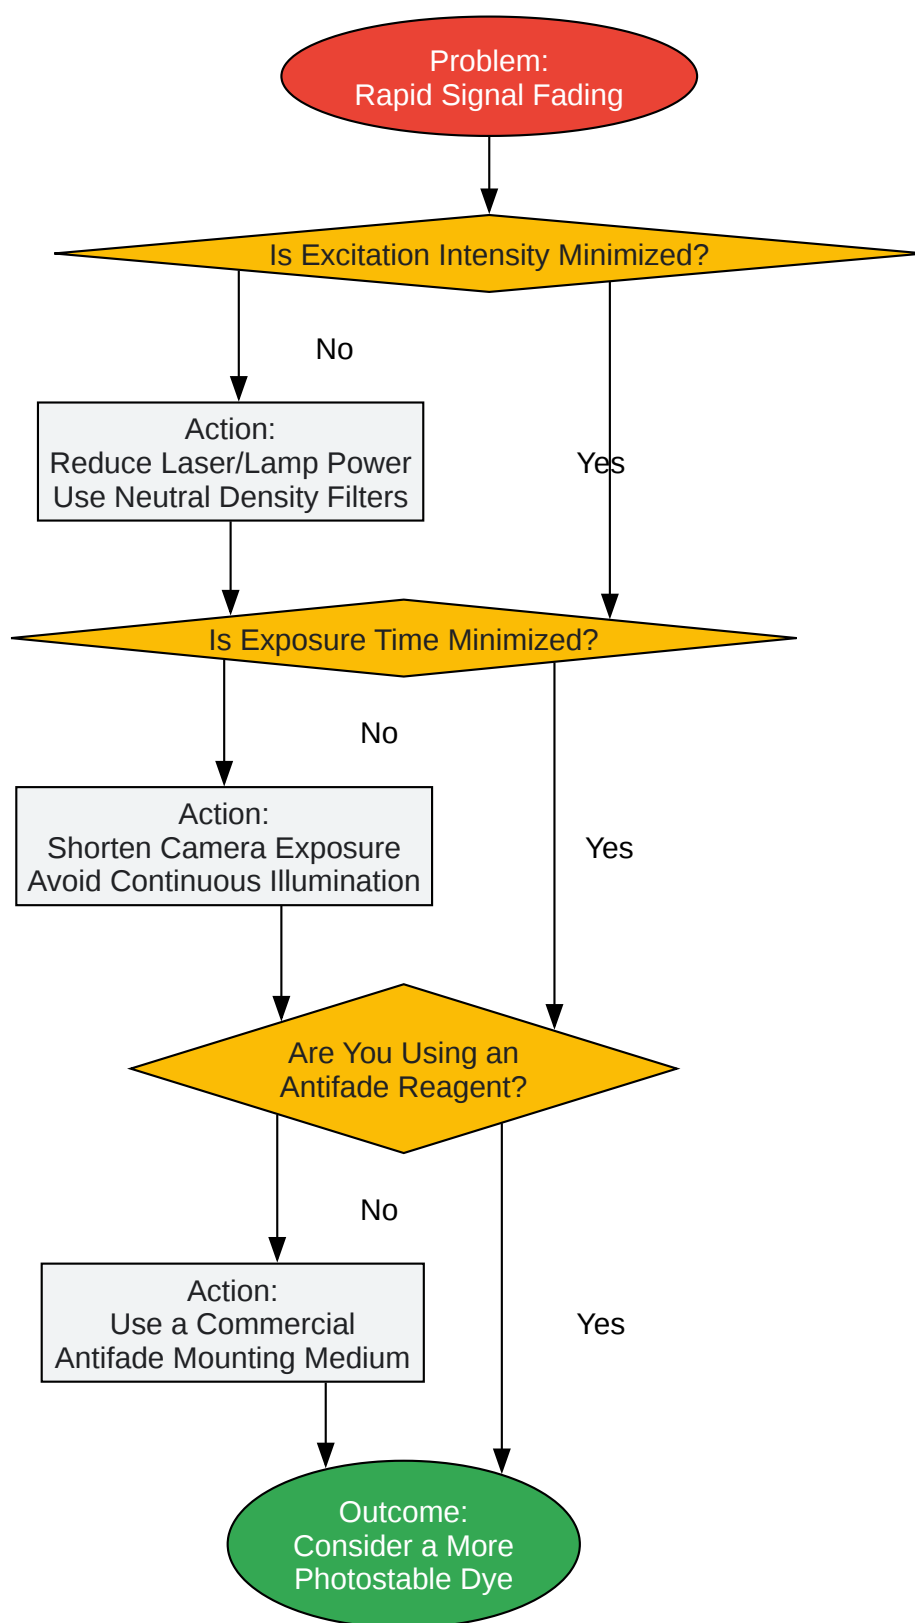 Problem:
Rapid Signal Fading
Is Excitation Intensity Minimized?
No
Action:
Reduce Laser/Lamp Power
Use Neutral Density Filters
Yes
Is Exposure Time Minimized?
No
Action:
Shorten Camera Exposure
Avoid Continuous Illumination
Yes
Are You Using an
Antifade Reagent?
No
Action:
Use a Commercial
Antifade Mounting Medium
Yes
Outcome:
Consider a More
Photostable Dye